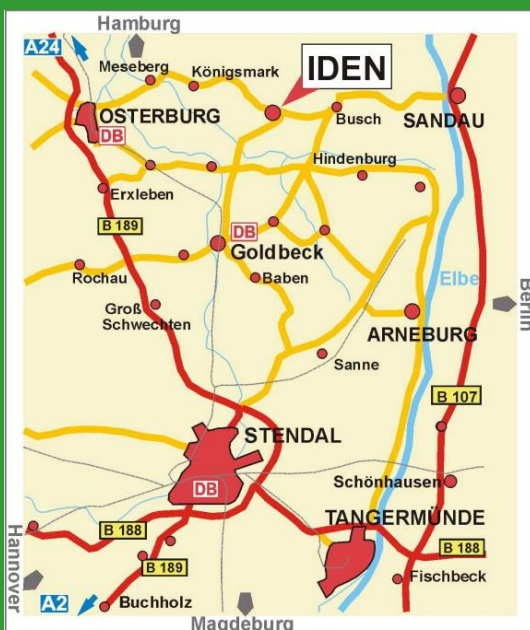 Hamburg
A24
Meseberg
Königsmark
IDEN
OSTERBURG
DB
Busch
SANDAU
Hindenburg
Erxleben
B 189
DB
Goldbeck
Rochau
Baben
Elbe
Berlin
Groß
Schwechten
ARNEBURG
Sanne
B 107
STENDAL
DB
Schönhausen
TANGERMÜNDE
Hannover
B 188
B 188
B 189
Fischbeck
A2
Buchholz
Magdeburg